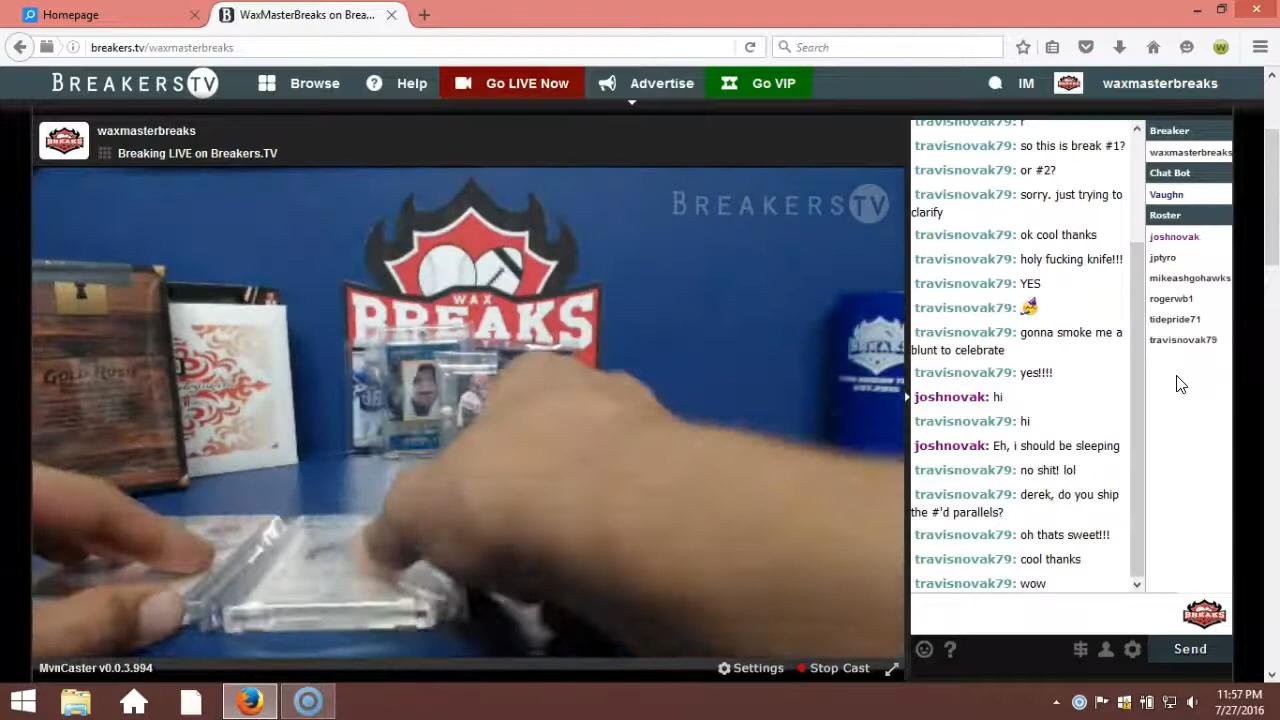 Homepage
WaxMasterBreaks on Brea...
breakers.tv/waxmasterbreaks
Search
BREAKERSTV
Browse
Help
Go LIVE Now
Advertise
Go VIP
IM
waxmasterbreaks
waxmasterbreaks
Breaking LIVE on Breakers.TV
BREAKERSTV
WAX
BREAKS
GOLD RUSH
travisnovak79: so this is break #1?
travisnovak79: or #2?
travisnovak79: sorry. just trying to
clarify
travisnovak79: ok cool thanks
travisnovak79: holy fucking knife!!!
travisnovak79: YES
travisnovak79:
travisnovak79: gonna smoke me a
blunt to celebrate
travisnovak79: yes!!!!
joshnovak: hi
travisnovak79: hi
joshnovak: Eh, i should be sleeping
travisnovak79: no shit! lol
travisnovak79: derek, do you ship
the #'d parallels?
travisnovak79: oh thats sweet!!!
travisnovak79: cool thanks
travisnovak79: wow
Breaker
waxmasterbreaks
Chat Bot
Vaughn
Roster
joshnovak
jptyro
mikeashgohawks
rogerwb1
tidepride71
travisnovak79
BREAKS
Send
MvnCaster v0.0.3.994
Settings
Stop Cast
11:57 PM
7/27/2016